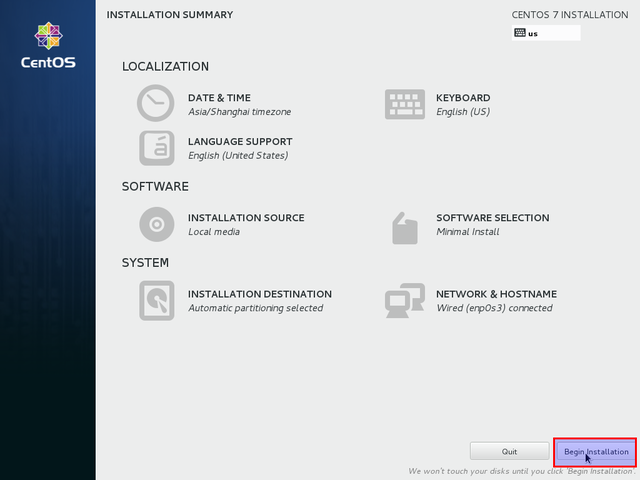 INSTALLATION SUMMARY
CENTOS 7 INSTALLATION
us
CentOS
LOCALIZATION
DATE & TIME
Asia/Shanghai timezone
KEYBOARD
English (US)
LANGUAGE SUPPORT
English (United States)
SOFTWARE
INSTALLATION SOURCE
Local media
SOFTWARE SELECTION
Minimal Install
SYSTEM
INSTALLATION DESTINATION
Automatic partitioning selected
NETWORK & HOSTNAME
Wired (enp0s3) connected
Quit
Begin Installation
We won't touch your disks until you click 'Begin Installation'.